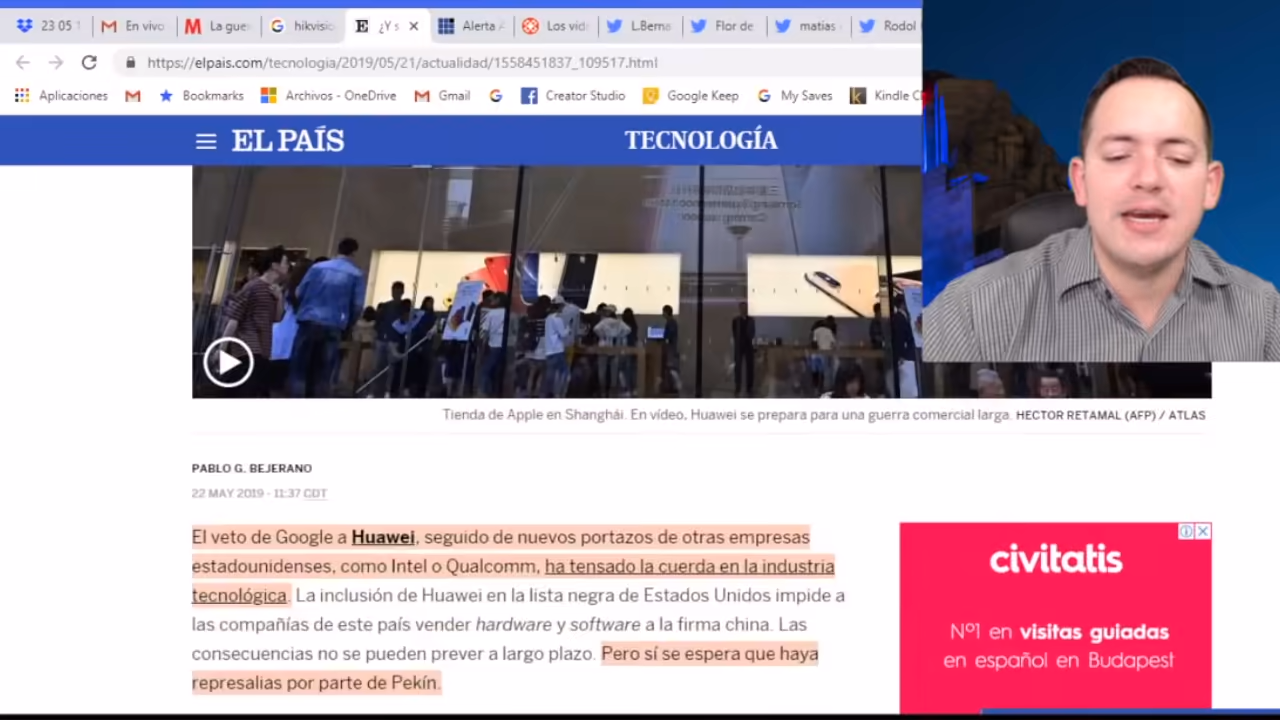 23 05 1
En vivo
La gue
hikvisio
¿Y s
Alerta A
Los vid
L.Berna
Flor de
matias
Rodol
https://elpais.com/tecnologia/2019/05/21/actualidad/1558451837_109517.html
Aplicaciones Bookmarks Archivos - OneDrive Gmail Creator Studio Google Keep My Saves Kindle Cl
EL PAÍS TECNOLOGÍA
Tienda de Apple en Shanghái. En vídeo, Huawei se prepara para una guerra comercial larga. HECTOR RETAMAL (AFP) / ATLAS
PABLO G. BEJERANO
22 MAY 2019 - 11:37 CDT
El veto de Google a Huawei, seguido de nuevos portazos de otras empresas
estadounidenses, como Intel o Qualcomm, ha tensado la cuerda en la industria
tecnológica. La inclusión de Huawei en la lista negra de Estados Unidos impide a
las compañías de este país vender hardware y software a la firma china. Las
consecuencias no se pueden prever a largo plazo. Pero sí se espera que haya
represalias por parte de Pekín.
civitatis
Nº1 en visitas guiadas
en español en Budapest